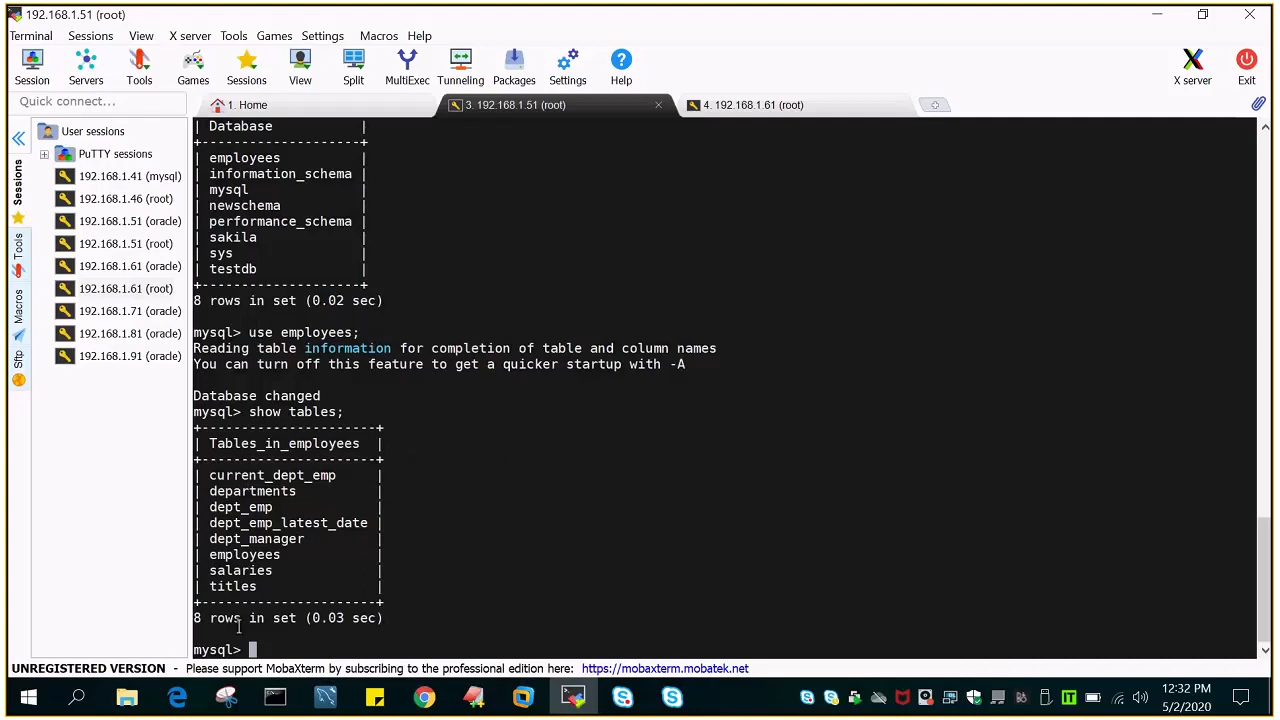 192.168.1.51 (root)
Terminal Sessions View X server Tools Games Settings Macros Help
Session Servers Tools Games Sessions View Split MultiExec Tunneling Packages Settings Help X server Exit
Quick connect...
1. Home
3. 192.168.1.51 (root)
4. 192.168.1.61 (root)
Sessions
Tools
Macros
Sftp
User sessions
PuTTY sessions
192.168.1.41 (mysql)
192.168.1.46 (root)
192.168.1.51 (oracle)
192.168.1.51 (root)
192.168.1.61 (oracle)
192.168.1.61 (root)
192.168.1.71 (oracle)
192.168.1.81 (oracle)
192.168.1.91 (oracle)
| Database |
+--------------------+
| employees |
| information_schema |
| mysql |
| newschema |
| performance_schema |
| sakila |
| sys |
| testdb |
+--------------------+
8 rows in set (0.02 sec)
mysql> use employees;
Reading table information for completion of table and column names
You can turn off this feature to get a quicker startup with -A
Database changed
mysql> show tables;
+----------------------+
| Tables_in_employees |
+----------------------+
| current_dept_emp |
| departments |
| dept_emp |
| dept_emp_latest_date |
| dept_manager |
| employees |
| salaries |
| titles |
+----------------------+
8 rows in set (0.03 sec)
mysql>
UNREGISTERED VERSION - Please support MobaXterm by subscribing to the professional edition here: https://mobaxterm.mobatek.net
12:32 PM
5/2/2020